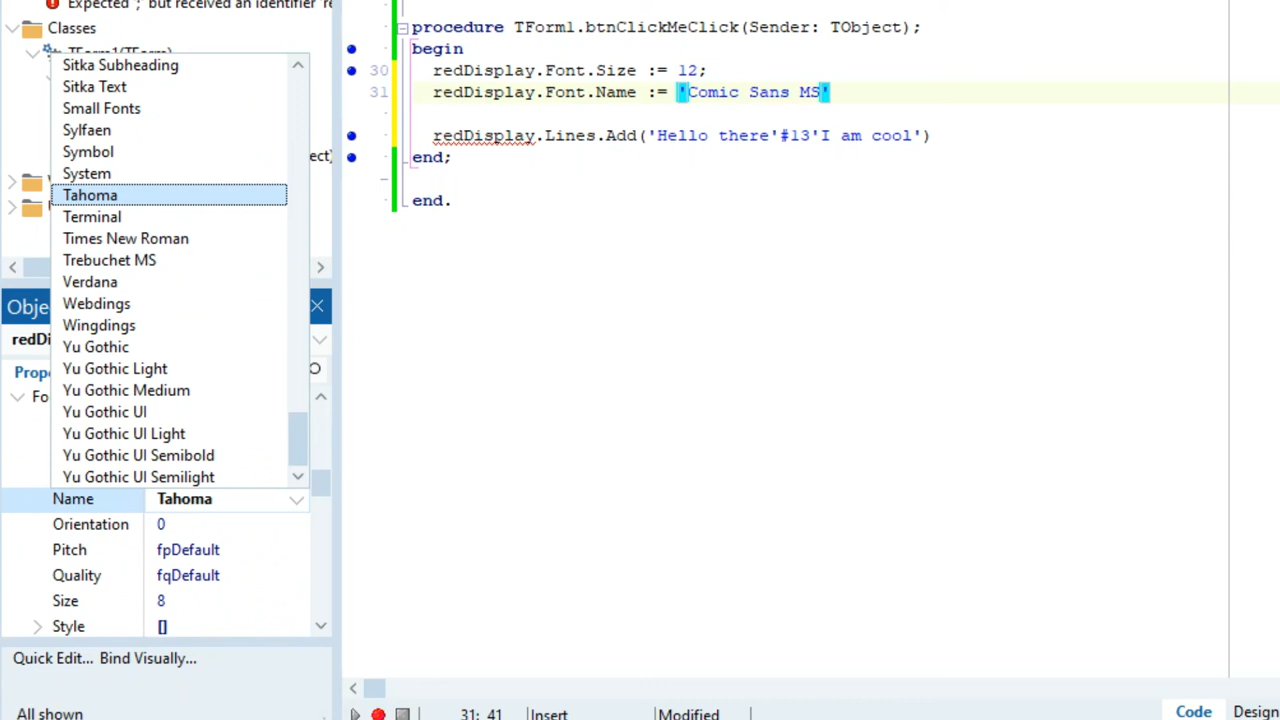 Expected ';' but received an identifier 're
Classes
TForm1(TForm)
Sitka Subheading
Sitka Text
Small Fonts
Sylfaen
Symbol
ect)
System
Tahoma
Terminal
Times New Roman
Trebuchet MS
Verdana
Webdings
Wingdings
Yu Gothic
Yu Gothic Light
Yu Gothic Medium
Yu Gothic UI
Yu Gothic UI Light
Yu Gothic UI Semibold
Yu Gothic UI Semilight
Obje
redDi
Prope
Fo
Name Tahoma
Orientation 0
Pitch fpDefault
Quality fqDefault
Size 8
Style []
Quick Edit... Bind Visually...
All shown
procedure TForm1.btnClickMeClick(Sender: TObject);
begin
30 redDisplay.Font.Size := 12;
31 redDisplay.Font.Name := 'Comic Sans MS'
redDisplay.Lines.Add('Hello there'#13'I am cool')
end;
end.
31: 41 Insert Modified Code Design